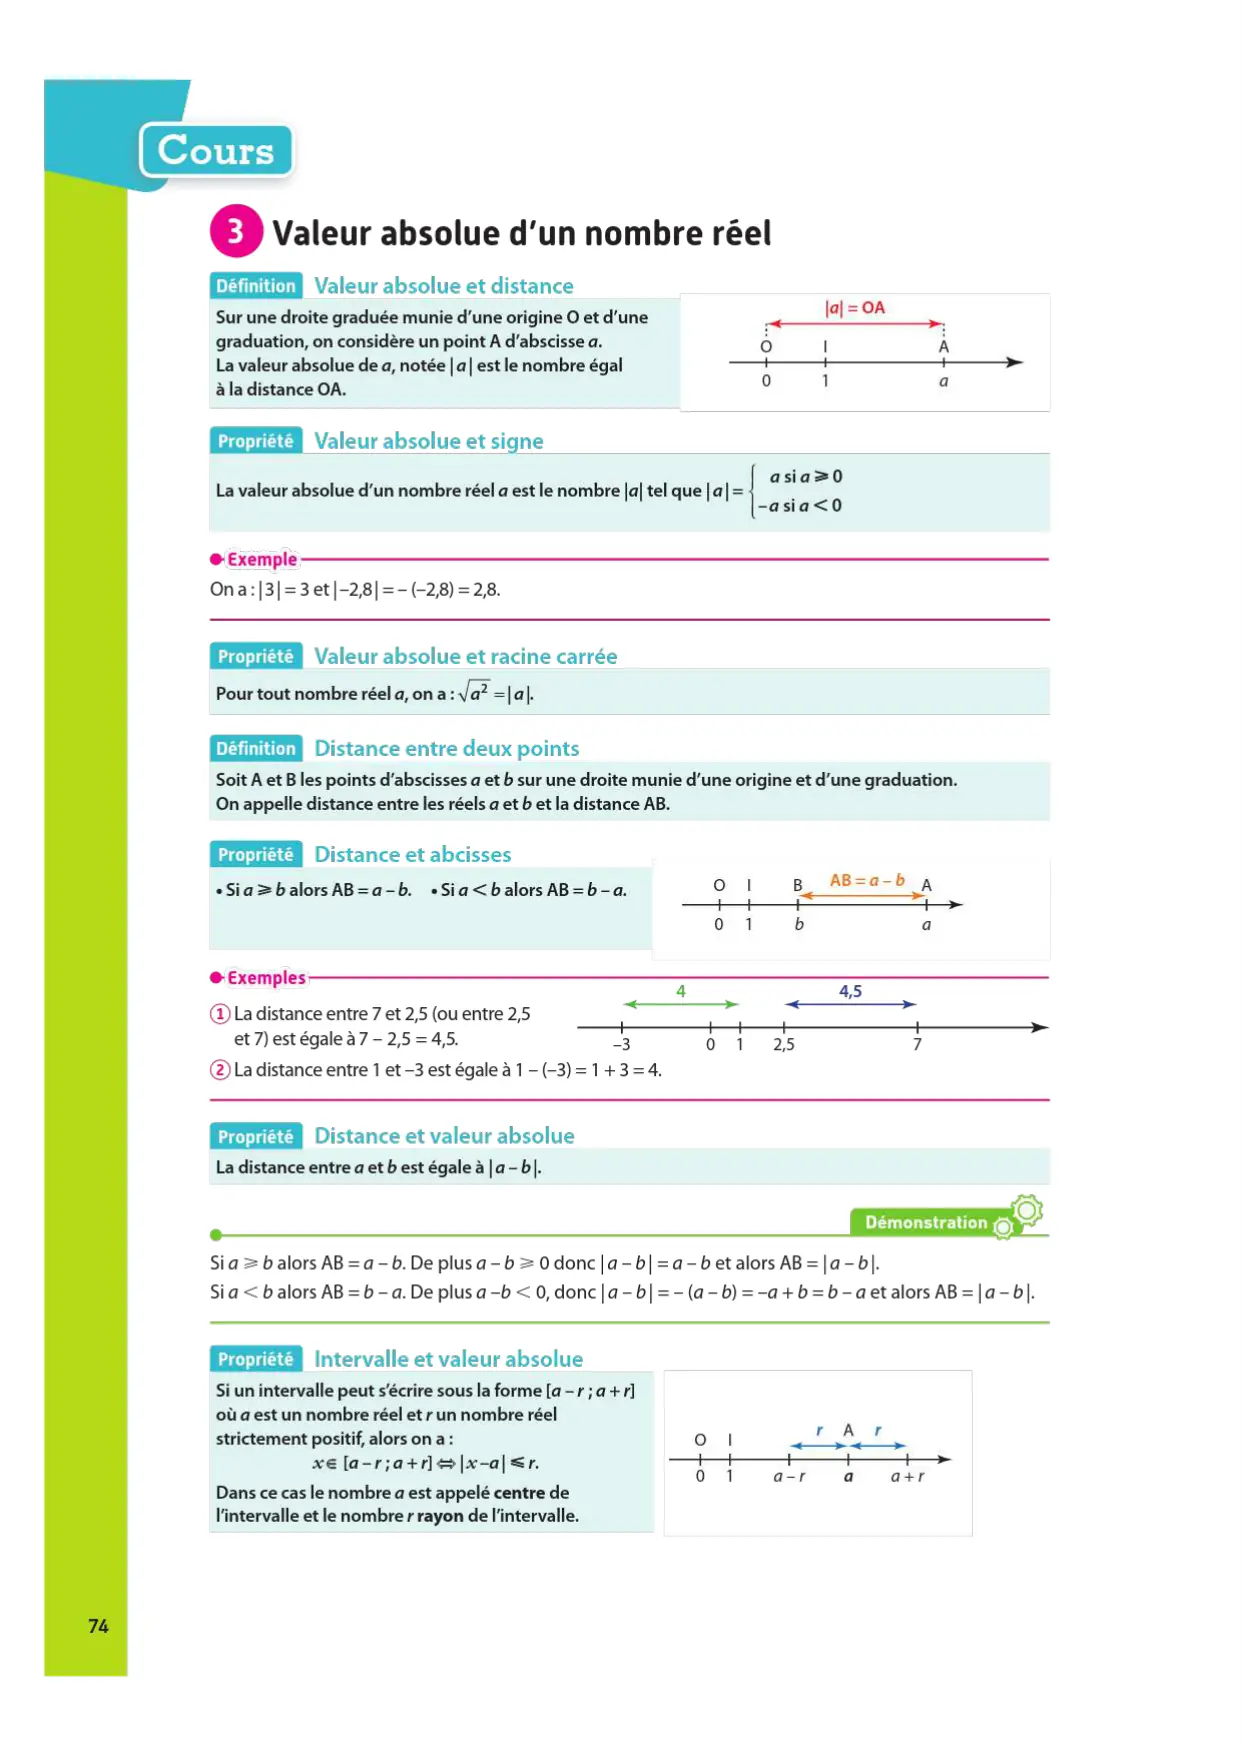 Cours
3 Valeur absolue d’un nombre réel
Définition Valeur absolue et distance
Sur une droite graduée munie d’une origine O et d’une
graduation, on considère un point A d’abscisse a.
La valeur absolue de a, notée |a| est le nombre égal
à la distance OA.
|a| = OA
O I A
0 1 a
Propriété Valeur absolue et signe
La valeur absolue d’un nombre réel a est le nombre |a| tel que |a| = { a si a ⩾ 0
–a si a < 0
Exemple
On a : |3| = 3 et |–2,8| = – (–2,8) = 2,8.
Propriété Valeur absolue et racine carrée
Pour tout nombre réel a, on a : √a² = |a|.
Définition Distance entre deux points
Soit A et B les points d’abscisses a et b sur une droite munie d’une origine et d’une graduation.
On appelle distance entre les réels a et b et la distance AB.
Propriété Distance et abcisses
• Si a ⩾ b alors AB = a – b. • Si a < b alors AB = b – a.
O I B AB = a – b A
0 1 b a
Exemples
1 La distance entre 7 et 2,5 (ou entre 2,5
et 7) est égale à 7 – 2,5 = 4,5.
4 4,5
–3 0 1 2,5 7
2 La distance entre 1 et –3 est égale à 1 – (–3) = 1 + 3 = 4.
Propriété Distance et valeur absolue
La distance entre a et b est égale à |a – b|.
Démonstration
Si a ⩾ b alors AB = a – b. De plus a – b ⩾ 0 donc |a – b| = a – b et alors AB = |a – b|.
Si a < b alors AB = b – a. De plus a –b < 0, donc |a – b| = – (a – b) = –a + b = b – a et alors AB = |a – b|.
Propriété Intervalle et valeur absolue
Si un intervalle peut s’écrire sous la forme [a – r ; a + r]
où a est un nombre réel et r un nombre réel
strictement positif, alors on a :
x ∈ [a – r ; a + r] ⇔ |x – a| ⩽ r.
Dans ce cas le nombre a est appelé centre de
l’intervalle et le nombre r rayon de l’intervalle.
r A r
O I
0 1 a – r a a + r
74